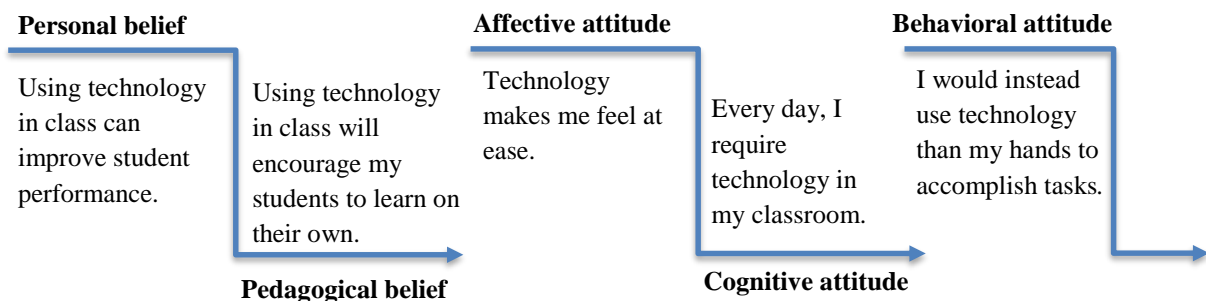 Personal belief
Using technology
in class can
improve student
performance.
Using technology
in class will
encourage my
students to learn on
their own.
Pedagogical belief
Affective attitude
Technology
makes me feel at
ease.
Every day, I
require
technology in
my classroom.
Cognitive attitude
Behavioral attitude
I would instead
use technology
than my hands to
accomplish tasks.